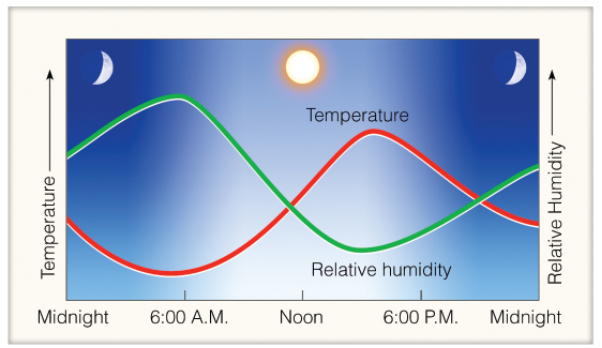 Temperature
Relative Humidity
Temperature
Relative humidity
Midnight
6:00 A.M.
Noon
6:00 P.M.
Midnight